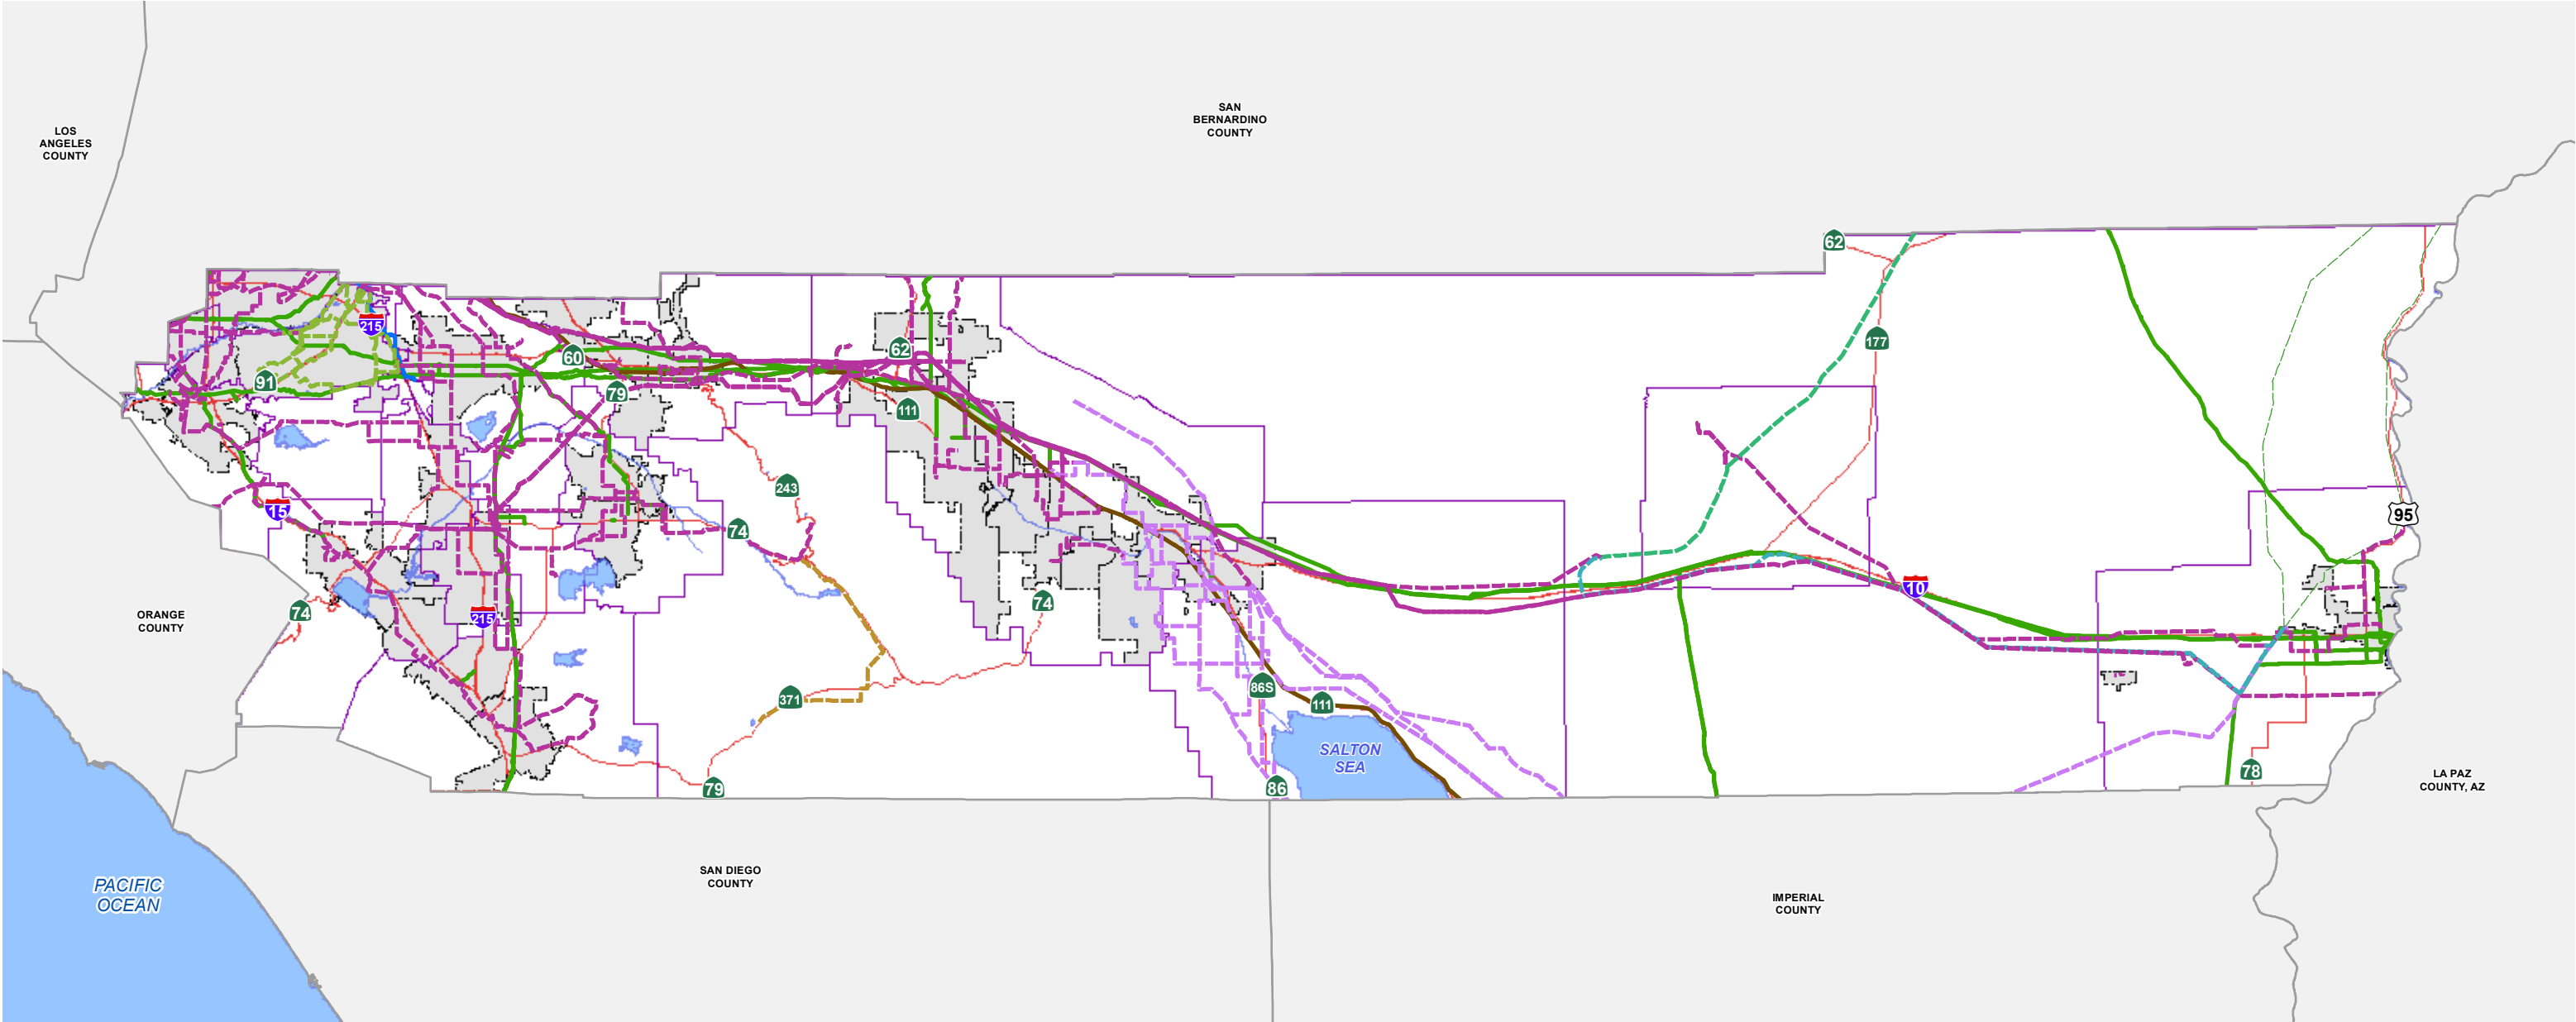 SAN
BERNARDINO
COUNTY
LOS
ANGELES
COUNTY
62
177
215
62
60
91
79
111
243
15
74
95
10
74
74
215
ORANGE
COUNTY
86S
371
111
SALTON
SEA
78
79
86
LA PAZ
COUNTY, AZ
SAN DIEGO
COUNTY
PACIFIC
OCEAN
IMPERIAL
COUNTY